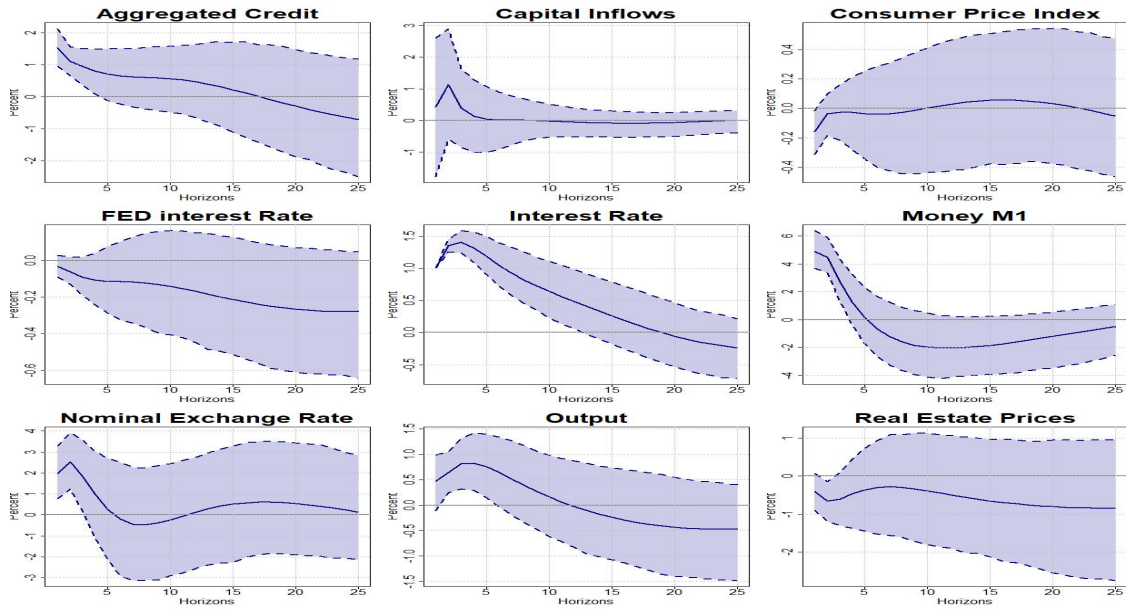 Aggregated Credit
Percent
2
1
0
-1
-2
5 10 15 20 25
Horizons
Capital Inflows
Percent
3
2
1
0
-1
5 10 15 20 25
Horizons
Consumer Price Index
Percent
0.4
0.2
0.0
-0.2
-0.4
5 10 15 20 25
Horizons
FED interest Rate
Percent
0.0
-0.2
-0.4
-0.6
5 10 15 20 25
Horizons
Interest Rate
Percent
1.5
1.0
0.5
0.0
-0.5
5 10 15 20 25
Horizons
Money M1
Percent
6
4
2
0
-2
-4
5 10 15 20 25
Horizons
Nominal Exchange Rate
Percent
4
3
2
1
0
-1
-2
-3
5 10 15 20 25
Horizons
Output
Percent
1.5
1.0
0.5
0.0
-0.5
-1.0
-1.5
5 10 15 20 25
Horizons
Real Estate Prices
Percent
1
0
-1
-2
5 10 15 20 25
Horizons